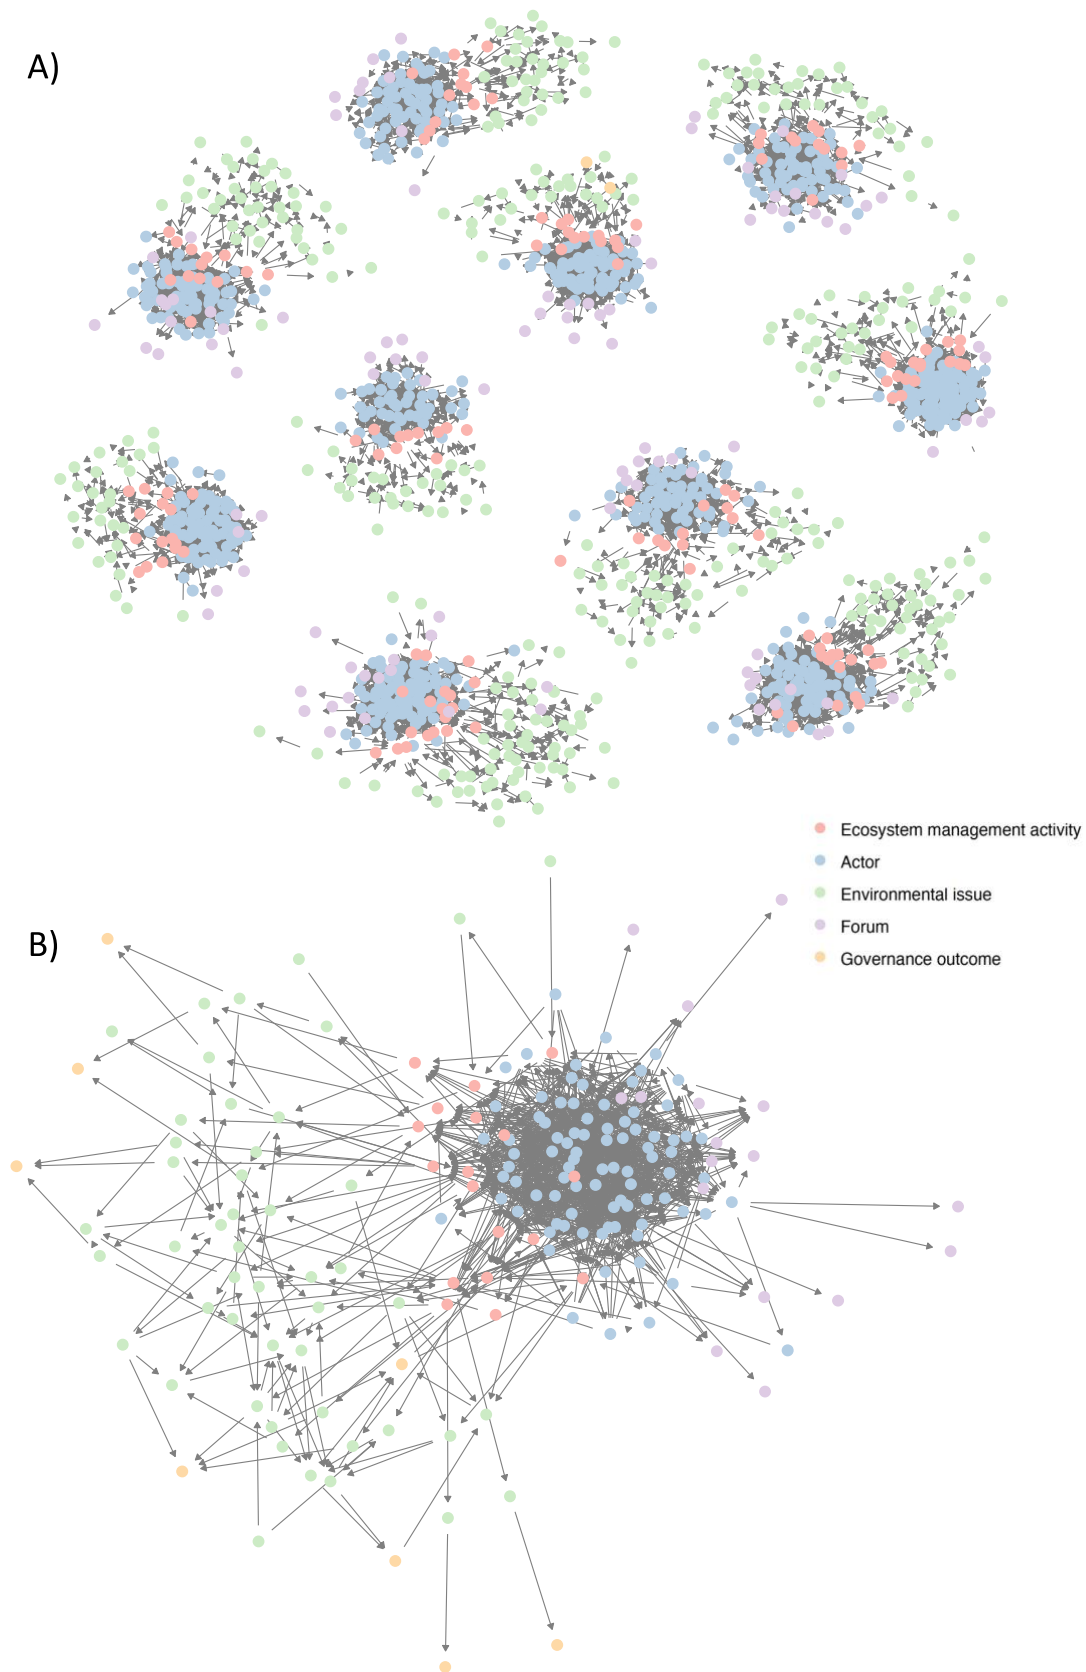 A)
Ecosystem management activity
Actor
Environmental issue
Forum
Governance outcome
B)